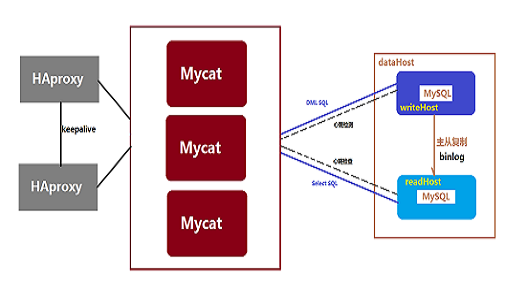 HAproxy
keepalive
HAproxy
Mycat
Mycat
Mycat
DML SQL
心跳检测
心跳检查
Select SQL
dataHost
MySQL
writeHost
主从复制
binlog
readHost
MySQL